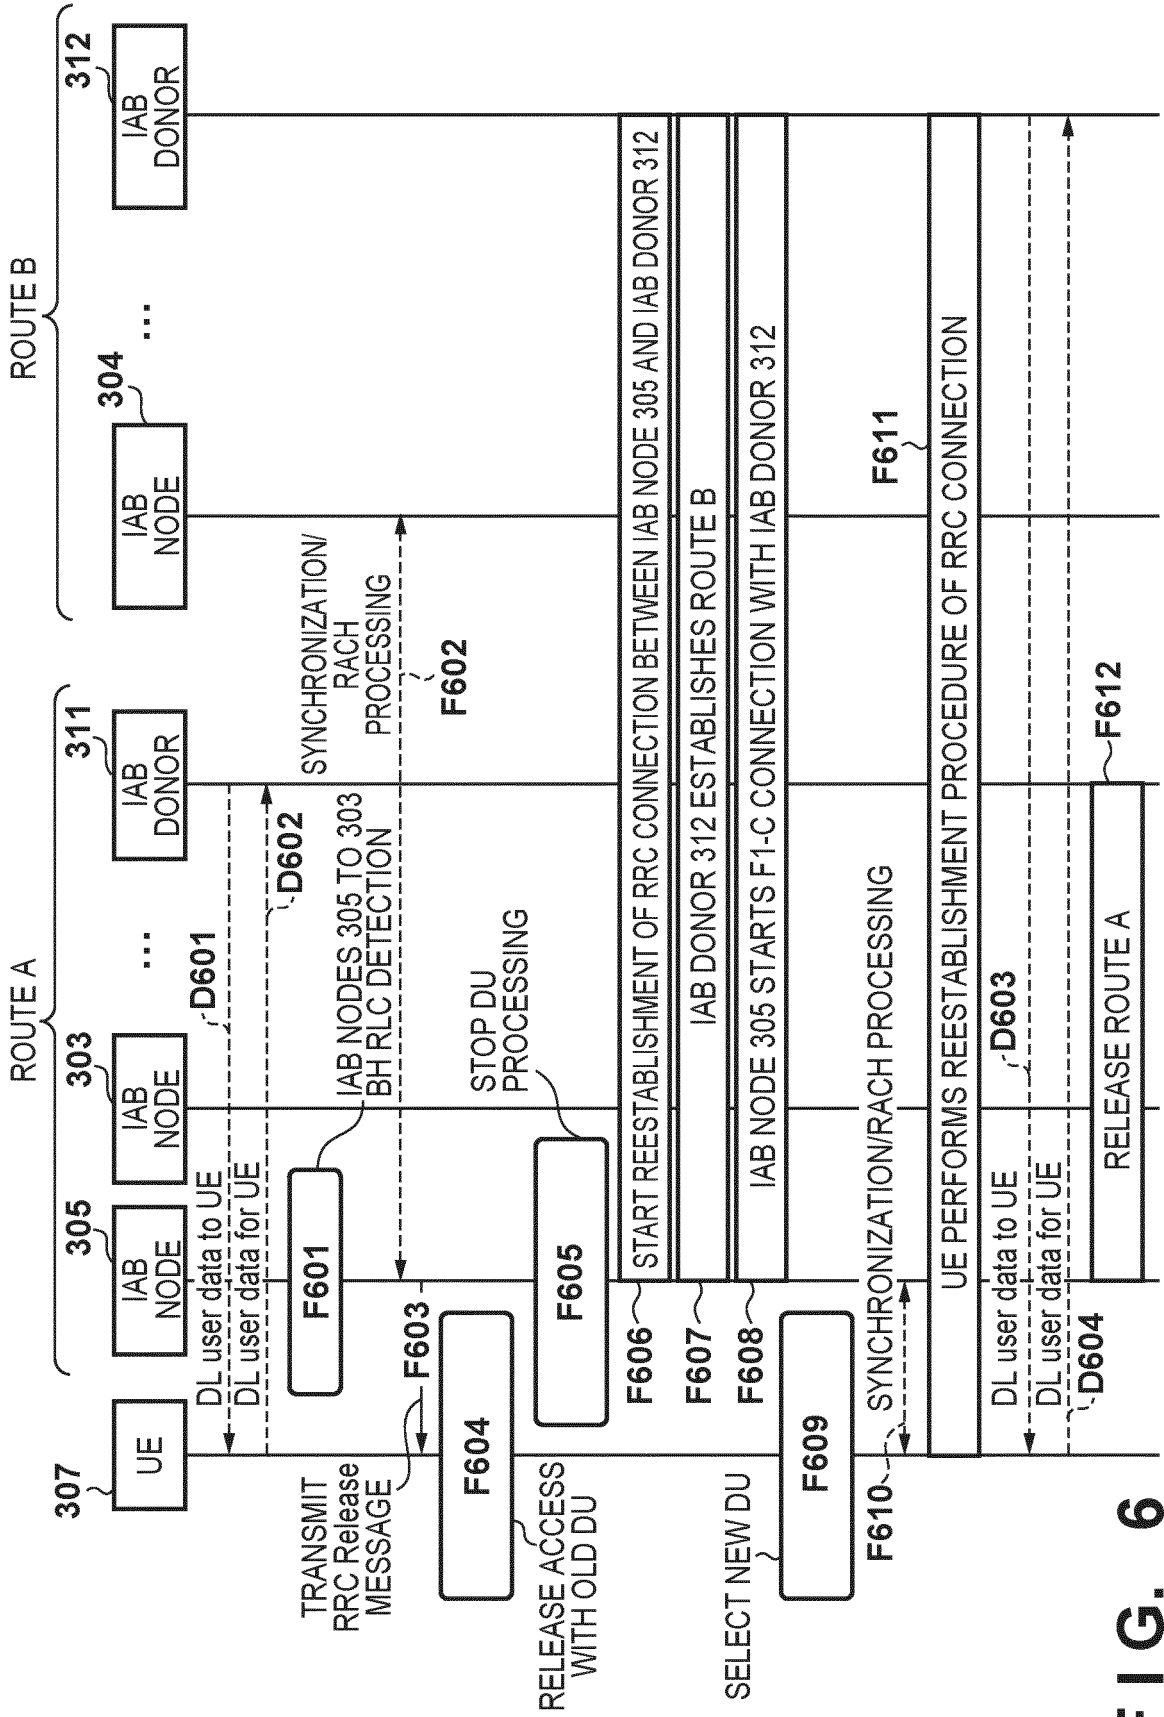 ROUTE A
ROUTE B
307
305
303
311
304
312
UE
IAB
NODE
IAB
NODE
...
IAB
DONOR
IAB
NODE
...
IAB
DONOR
DL user data to UE
D601
DL user data for UE
D602
F601
IAB NODES 305 TO 303
BH RLC DETECTION
SYNCHRONIZATION/
RACH
PROCESSING
F602
TRANSMIT
RRC Release
MESSAGE
F603
F604
RELEASE ACCESS
WITH OLD DU
F605
STOP DU
PROCESSING
F606
START REESTABLISHMENT OF RRC CONNECTION BETWEEN IAB NODE 305 AND IAB DONOR 312
F607
IAB DONOR 312 ESTABLISHES ROUTE B
F608
IAB NODE 305 STARTS F1-C CONNECTION WITH IAB DONOR 312
SELECT NEW DU
F609
F610
SYNCHRONIZATION/RACH PROCESSING
F611
UE PERFORMS REESTABLISHMENT PROCEDURE OF RRC CONNECTION
DL user data to UE
D603
DL user data for UE
D604
RELEASE ROUTE A
F612
FIG. 6